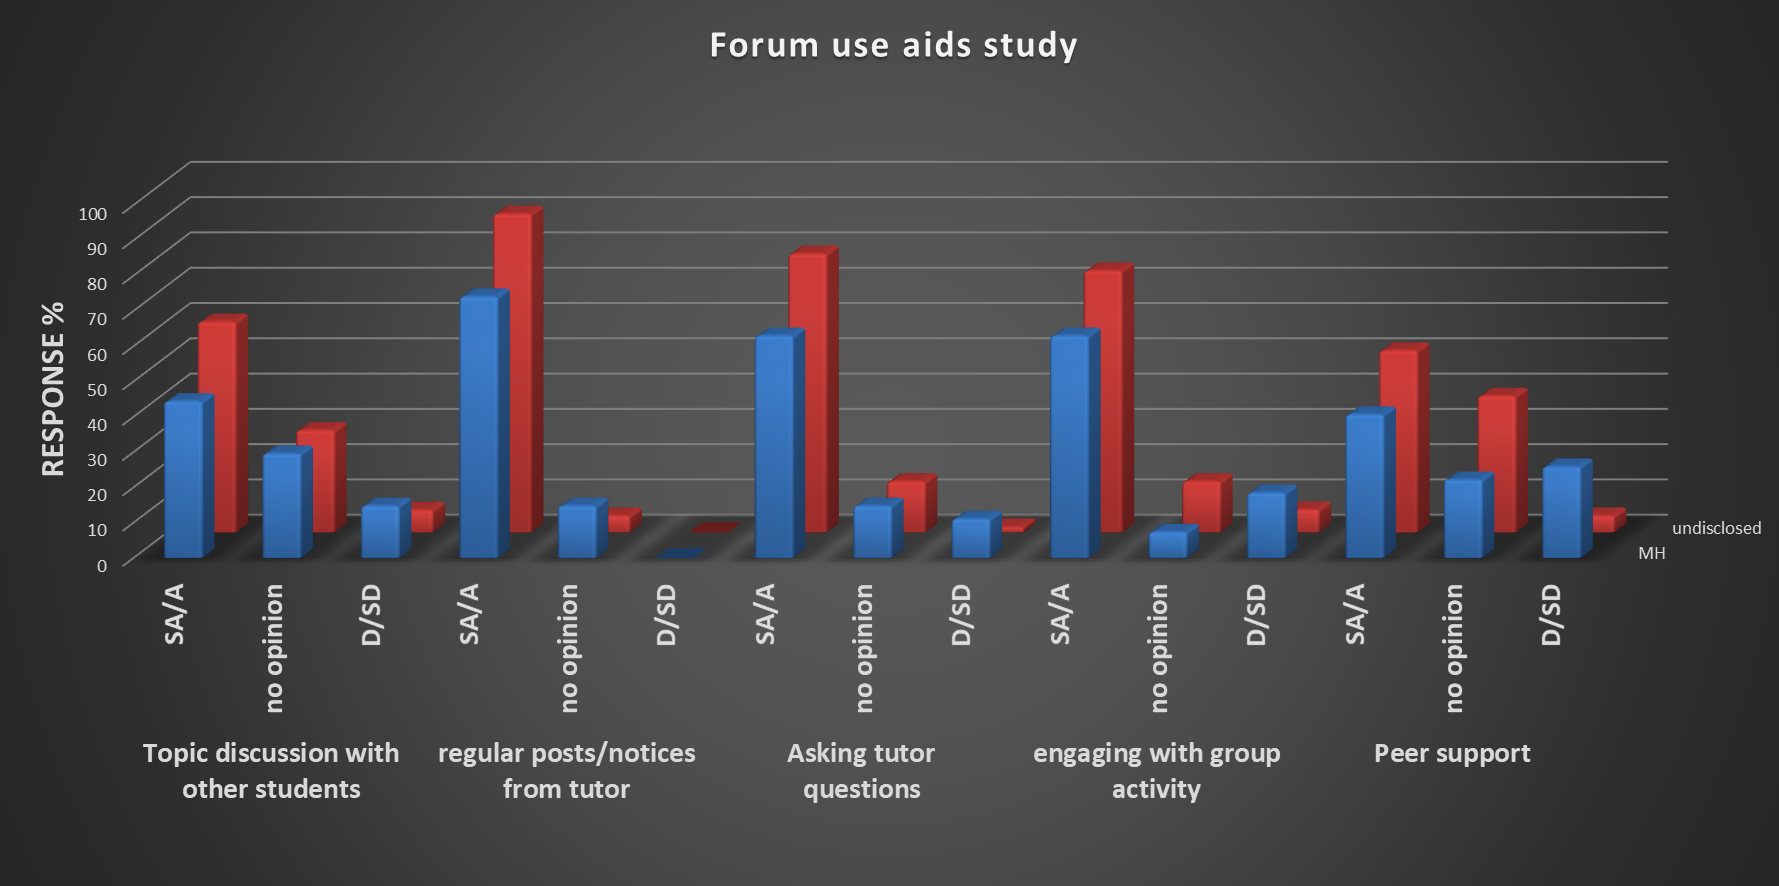 Forum use aids study
RESPONSE %
100
90
80
70
60
50
40
30
20
10
0
undisclosed
MH
SA/A
no opinion
D/SD
SA/A
no opinion
D/SD
SA/A
no opinion
D/SD
SA/A
no opinion
D/SD
SA/A
no opinion
D/SD
Topic discussion with
other students
regular posts/notices
from tutor
Asking tutor
questions
engaging with group
activity
Peer support